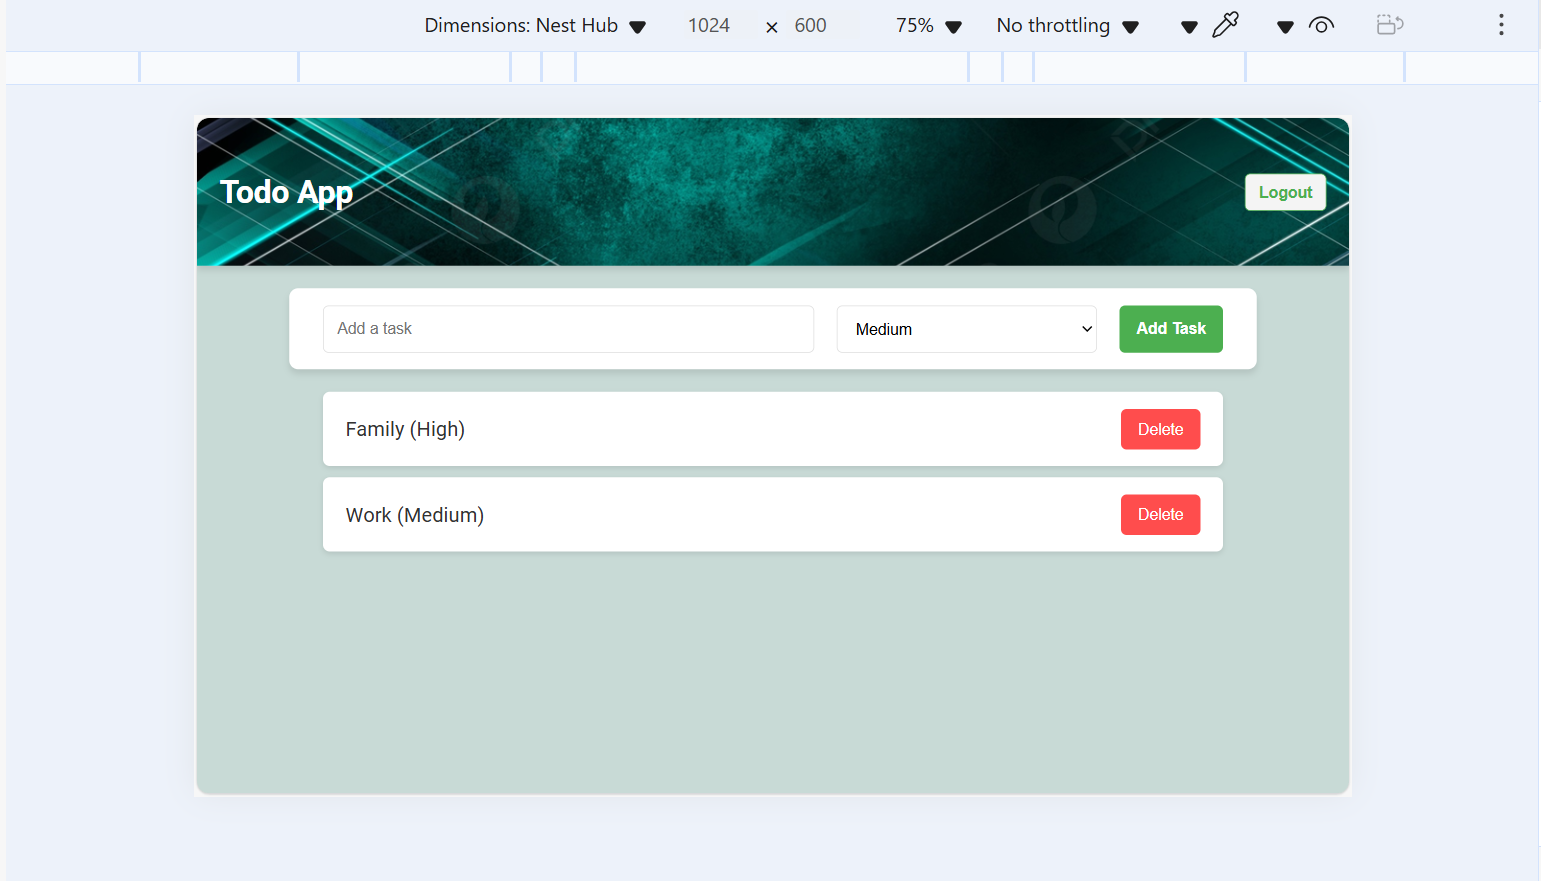 Dimensions: Nest Hub 1024 × 600 75% No throttling
Todo App
Logout
Add a task Medium Add Task
Family (High) Delete
Work (Medium) Delete